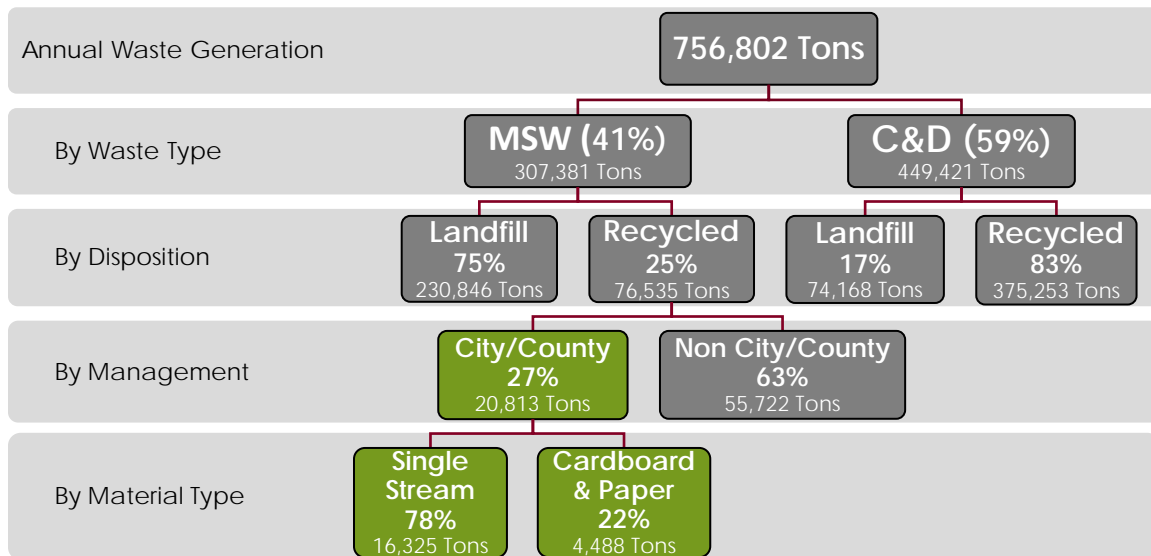 Annual Waste Generation
756,802 Tons
By Waste Type
MSW (41%)
307,381 Tons
C&D (59%)
449,421 Tons
By Disposition
Landfill
75%
230,846 Tons
Recycled
25%
76,535 Tons
Landfill
17%
74,168 Tons
Recycled
83%
375,253 Tons
By Management
City/County
27%
20,813 Tons
Non City/County
63%
55,722 Tons
By Material Type
Single
Stream
78%
16,325 Tons
Cardboard
& Paper
22%
4,488 Tons